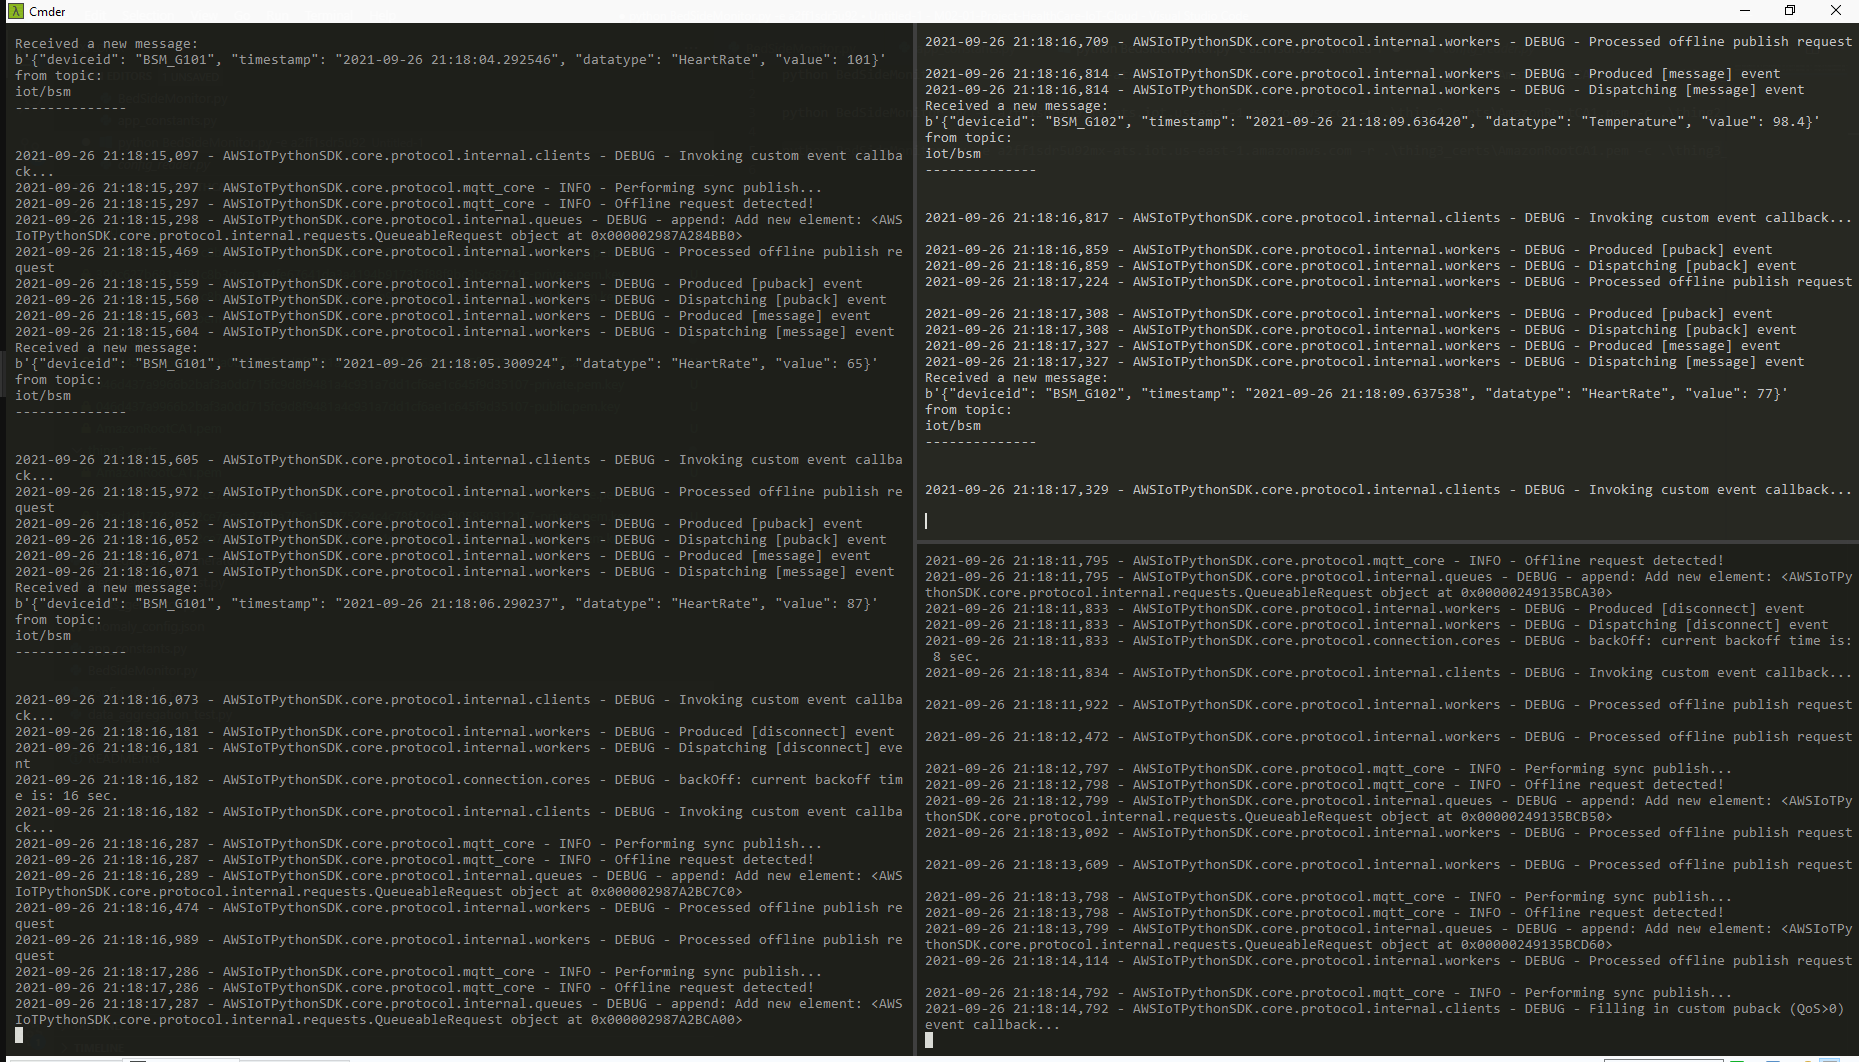 Cmder
Received a new message:
b'{"deviceid": "BSM_G101", "timestamp": "2021-09-26 21:18:04.292546", "datatype": "HeartRate", "value": 101}'
from topic:
iot/bsm
--------------
2021-09-26 21:18:15,097 - AWSIoTPythonSDK.core.protocol.internal.clients - DEBUG - Invoking custom event callba
ck...
2021-09-26 21:18:15,297 - AWSIoTPythonSDK.core.protocol.mqtt_core - INFO - Performing sync publish...
2021-09-26 21:18:15,297 - AWSIoTPythonSDK.core.protocol.mqtt_core - INFO - Offline request detected!
2021-09-26 21:18:15,298 - AWSIoTPythonSDK.core.protocol.internal.queues - DEBUG - append: Add new element: <AWS
IoTPythonSDK.core.protocol.internal.requests.QueueableRequest object at 0x000002987A284BB0>
2021-09-26 21:18:15,469 - AWSIoTPythonSDK.core.protocol.internal.workers - DEBUG - Processed offline publish re
quest
2021-09-26 21:18:15,559 - AWSIoTPythonSDK.core.protocol.internal.workers - DEBUG - Produced [puback] event
2021-09-26 21:18:15,560 - AWSIoTPythonSDK.core.protocol.internal.workers - DEBUG - Dispatching [puback] event
2021-09-26 21:18:15,603 - AWSIoTPythonSDK.core.protocol.internal.workers - DEBUG - Produced [message] event
2021-09-26 21:18:15,604 - AWSIoTPythonSDK.core.protocol.internal.workers - DEBUG - Dispatching [message] event
Received a new message:
b'{"deviceid": "BSM_G101", "timestamp": "2021-09-26 21:18:05.300924", "datatype": "HeartRate", "value": 65}'
from topic:
iot/bsm
--------------
2021-09-26 21:18:15,605 - AWSIoTPythonSDK.core.protocol.internal.clients - DEBUG - Invoking custom event callba
ck...
2021-09-26 21:18:15,972 - AWSIoTPythonSDK.core.protocol.internal.workers - DEBUG - Processed offline publish re
quest
2021-09-26 21:18:16,052 - AWSIoTPythonSDK.core.protocol.internal.workers - DEBUG - Produced [puback] event
2021-09-26 21:18:16,052 - AWSIoTPythonSDK.core.protocol.internal.workers - DEBUG - Dispatching [puback] event
2021-09-26 21:18:16,071 - AWSIoTPythonSDK.core.protocol.internal.workers - DEBUG - Produced [message] event
2021-09-26 21:18:16,071 - AWSIoTPythonSDK.core.protocol.internal.workers - DEBUG - Dispatching [message] event
Received a new message:
b'{"deviceid": "BSM_G101", "timestamp": "2021-09-26 21:18:06.290237", "datatype": "HeartRate", "value": 87}'
from topic:
iot/bsm
--------------
2021-09-26 21:18:16,073 - AWSIoTPythonSDK.core.protocol.internal.clients - DEBUG - Invoking custom event callba
ck...
2021-09-26 21:18:16,181 - AWSIoTPythonSDK.core.protocol.internal.workers - DEBUG - Produced [disconnect] event
2021-09-26 21:18:16,181 - AWSIoTPythonSDK.core.protocol.internal.workers - DEBUG - Dispatching [disconnect] eve
nt
2021-09-26 21:18:16,182 - AWSIoTPythonSDK.core.protocol.connection.cores - DEBUG - backOff: current backoff tim
e is: 16 sec.
2021-09-26 21:18:16,182 - AWSIoTPythonSDK.core.protocol.internal.clients - DEBUG - Invoking custom event callba
ck...
2021-09-26 21:18:16,287 - AWSIoTPythonSDK.core.protocol.mqtt_core - INFO - Performing sync publish...
2021-09-26 21:18:16,287 - AWSIoTPythonSDK.core.protocol.mqtt_core - INFO - Offline request detected!
2021-09-26 21:18:16,289 - AWSIoTPythonSDK.core.protocol.internal.queues - DEBUG - append: Add new element: <AWS
IoTPythonSDK.core.protocol.internal.requests.QueueableRequest object at 0x000002987A2BC7C0>
2021-09-26 21:18:16,474 - AWSIoTPythonSDK.core.protocol.internal.workers - DEBUG - Processed offline publish re
quest
2021-09-26 21:18:16,989 - AWSIoTPythonSDK.core.protocol.internal.workers - DEBUG - Processed offline publish re
quest
2021-09-26 21:18:17,286 - AWSIoTPythonSDK.core.protocol.mqtt_core - INFO - Performing sync publish...
2021-09-26 21:18:17,286 - AWSIoTPythonSDK.core.protocol.mqtt_core - INFO - Offline request detected!
2021-09-26 21:18:17,287 - AWSIoTPythonSDK.core.protocol.internal.queues - DEBUG - append: Add new element: <AWS
IoTPythonSDK.core.protocol.internal.requests.QueueableRequest object at 0x000002987A2BCA00>
2021-09-26 21:18:16,709 - AWSIoTPythonSDK.core.protocol.internal.workers - DEBUG - Processed offline publish request
2021-09-26 21:18:16,814 - AWSIoTPythonSDK.core.protocol.internal.workers - DEBUG - Produced [message] event
2021-09-26 21:18:16,814 - AWSIoTPythonSDK.core.protocol.internal.workers - DEBUG - Dispatching [message] event
Received a new message:
b'{"deviceid": "BSM_G102", "timestamp": "2021-09-26 21:18:09.636420", "datatype": "Temperature", "value": 98.4}'
from topic:
iot/bsm
--------------
2021-09-26 21:18:16,817 - AWSIoTPythonSDK.core.protocol.internal.clients - DEBUG - Invoking custom event callback...
2021-09-26 21:18:16,859 - AWSIoTPythonSDK.core.protocol.internal.workers - DEBUG - Produced [puback] event
2021-09-26 21:18:16,859 - AWSIoTPythonSDK.core.protocol.internal.workers - DEBUG - Dispatching [puback] event
2021-09-26 21:18:17,224 - AWSIoTPythonSDK.core.protocol.internal.workers - DEBUG - Processed offline publish request
2021-09-26 21:18:17,308 - AWSIoTPythonSDK.core.protocol.internal.workers - DEBUG - Produced [puback] event
2021-09-26 21:18:17,308 - AWSIoTPythonSDK.core.protocol.internal.workers - DEBUG - Dispatching [puback] event
2021-09-26 21:18:17,327 - AWSIoTPythonSDK.core.protocol.internal.workers - DEBUG - Produced [message] event
2021-09-26 21:18:17,327 - AWSIoTPythonSDK.core.protocol.internal.workers - DEBUG - Dispatching [message] event
Received a new message:
b'{"deviceid": "BSM_G102", "timestamp": "2021-09-26 21:18:09.637538", "datatype": "HeartRate", "value": 77}'
from topic:
iot/bsm
--------------
2021-09-26 21:18:17,329 - AWSIoTPythonSDK.core.protocol.internal.clients - DEBUG - Invoking custom event callback...
2021-09-26 21:18:11,795 - AWSIoTPythonSDK.core.protocol.mqtt_core - INFO - Offline request detected!
2021-09-26 21:18:11,795 - AWSIoTPythonSDK.core.protocol.internal.queues - DEBUG - append: Add new element: <AWSIoTPy
thonSDK.core.protocol.internal.requests.QueueableRequest object at 0x00000249135BCA30>
2021-09-26 21:18:11,833 - AWSIoTPythonSDK.core.protocol.internal.workers - DEBUG - Produced [disconnect] event
2021-09-26 21:18:11,833 - AWSIoTPythonSDK.core.protocol.internal.workers - DEBUG - Dispatching [disconnect] event
2021-09-26 21:18:11,833 - AWSIoTPythonSDK.core.protocol.connection.cores - DEBUG - backOff: current backoff time is:
8 sec.
2021-09-26 21:18:11,834 - AWSIoTPythonSDK.core.protocol.internal.clients - DEBUG - Invoking custom event callback...
2021-09-26 21:18:11,922 - AWSIoTPythonSDK.core.protocol.internal.workers - DEBUG - Processed offline publish request
2021-09-26 21:18:12,472 - AWSIoTPythonSDK.core.protocol.internal.workers - DEBUG - Processed offline publish request
2021-09-26 21:18:12,797 - AWSIoTPythonSDK.core.protocol.mqtt_core - INFO - Performing sync publish...
2021-09-26 21:18:12,798 - AWSIoTPythonSDK.core.protocol.mqtt_core - INFO - Offline request detected!
2021-09-26 21:18:12,799 - AWSIoTPythonSDK.core.protocol.internal.queues - DEBUG - append: Add new element: <AWSIoTPy
thonSDK.core.protocol.internal.requests.QueueableRequest object at 0x00000249135BCB50>
2021-09-26 21:18:13,092 - AWSIoTPythonSDK.core.protocol.internal.workers - DEBUG - Processed offline publish request
2021-09-26 21:18:13,609 - AWSIoTPythonSDK.core.protocol.internal.workers - DEBUG - Processed offline publish request
2021-09-26 21:18:13,798 - AWSIoTPythonSDK.core.protocol.mqtt_core - INFO - Performing sync publish...
2021-09-26 21:18:13,798 - AWSIoTPythonSDK.core.protocol.mqtt_core - INFO - Offline request detected!
2021-09-26 21:18:13,799 - AWSIoTPythonSDK.core.protocol.internal.queues - DEBUG - append: Add new element: <AWSIoTPy
thonSDK.core.protocol.internal.requests.QueueableRequest object at 0x00000249135BCD60>
2021-09-26 21:18:14,114 - AWSIoTPythonSDK.core.protocol.internal.workers - DEBUG - Processed offline publish request
2021-09-26 21:18:14,792 - AWSIoTPythonSDK.core.protocol.mqtt_core - INFO - Performing sync publish...
2021-09-26 21:18:14,792 - AWSIoTPythonSDK.core.protocol.internal.clients - DEBUG - Filling in custom puback (QoS>0)
event callback...